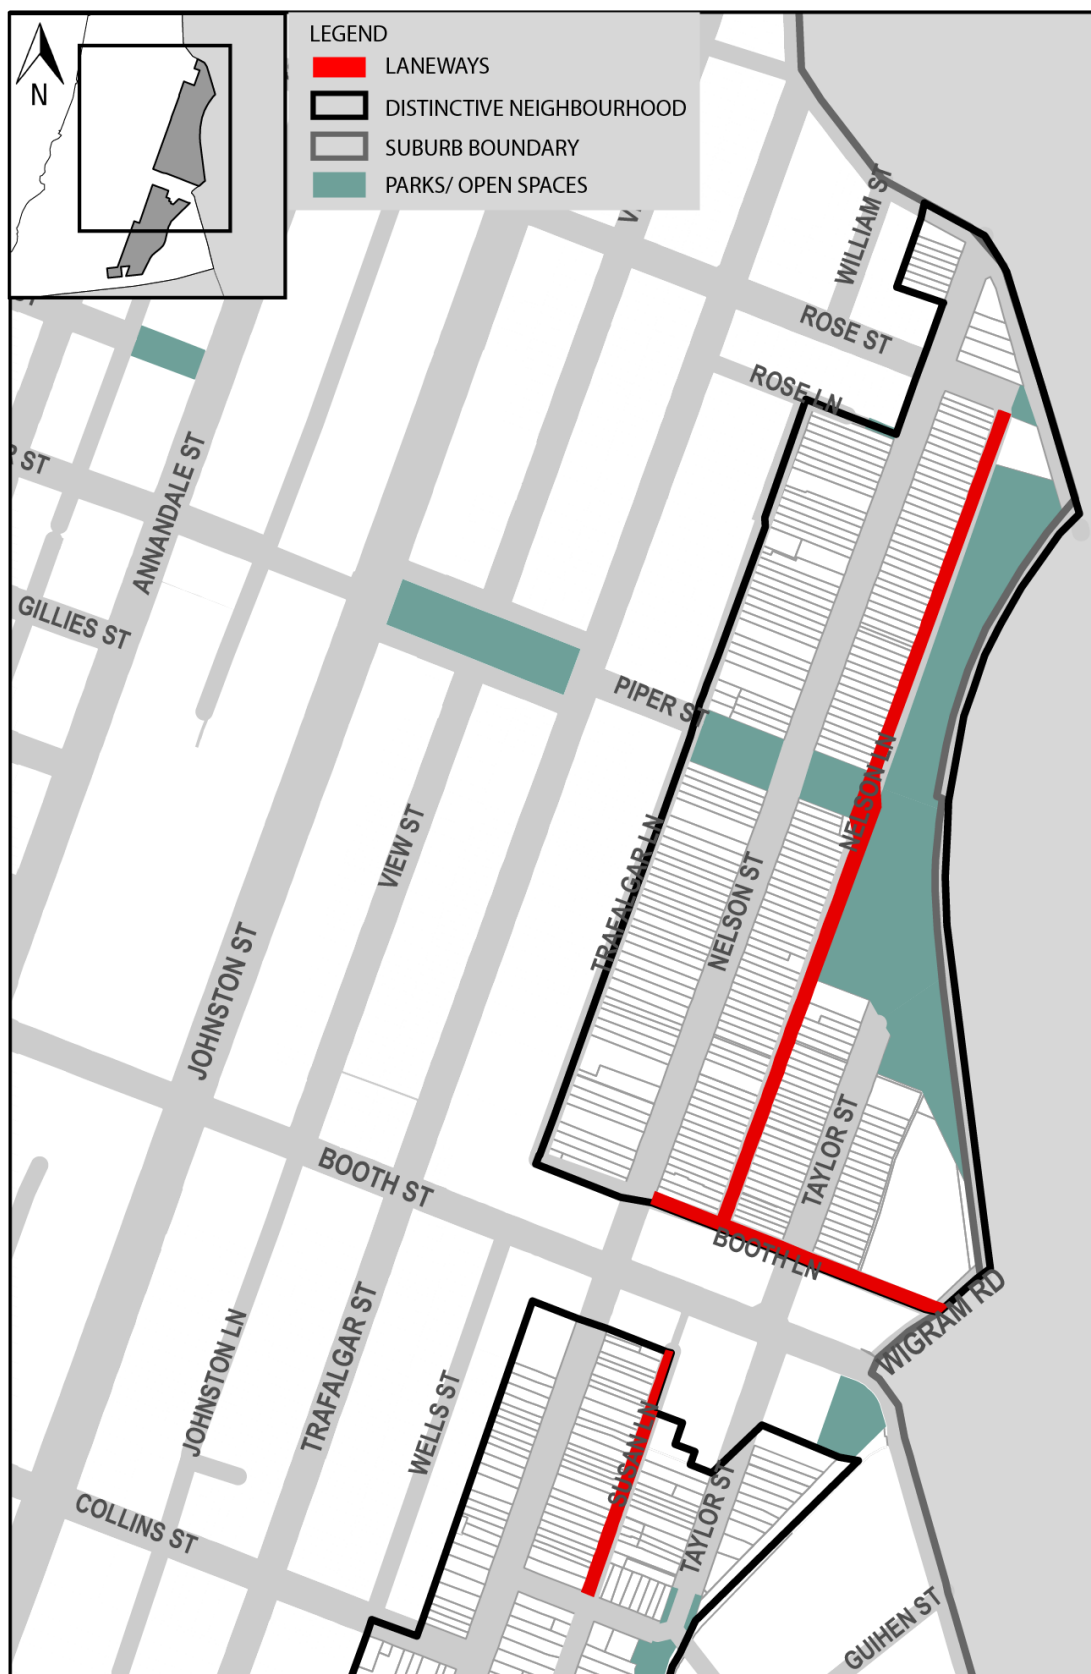 LEGEND
LANEWAYS
DISTINCTIVE NEIGHBOURHOOD
SUBURB BOUNDARY
PARKS/ OPEN SPACES
N
WILLIAM ST
ROSE ST
ROSE LN
ST
ANNANDALE ST
GILLIES ST
PIPER ST
NELSON LN
TRAFALGAR LN
VIEW ST
NELSON ST
JOHNSTON ST
TAYLOR ST
BOOTH ST
BOOTH LN
WIGRAM RD
JOHNSTON LN
TRAFALGAR ST
WELLS ST
SUSAN LN
TAYLOR ST
COLLINS ST
GUIHEN ST